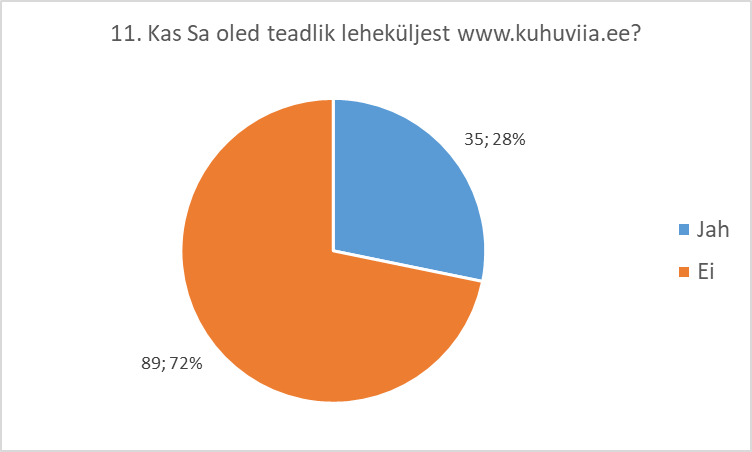 11. Kas Sa oled teadlik leheküljest www.kuhuviia.ee?
35; 28%
Jah
Ei
89; 72%